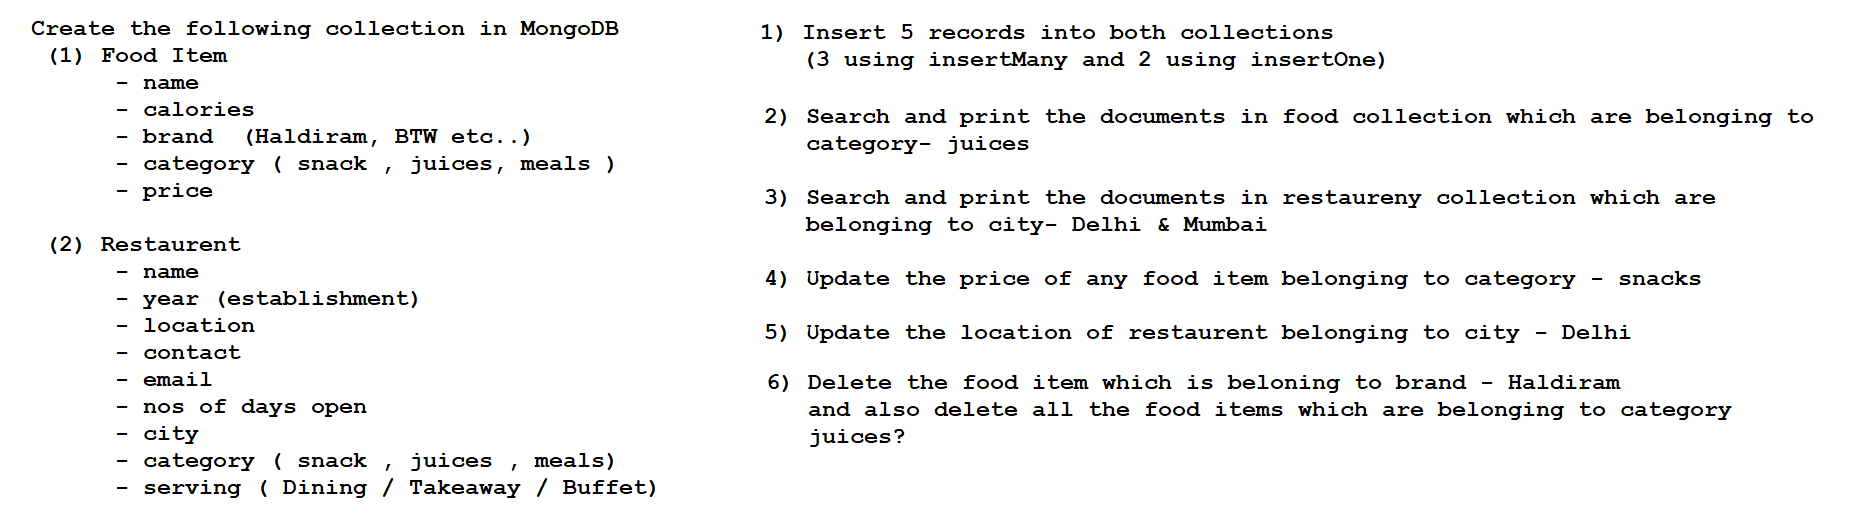 Create the following collection in MongoDB
(1) Food Item
- name
- calories
- brand (Haldiram, BTW etc..)
- category ( snack , juices, meals )
- price
(2) Restaurent
- name
- year (establishment)
- location
- contact
- email
- nos of days open
- city
- category ( snack , juices , meals)
- serving ( Dining / Takeaway / Buffet)
1) Insert 5 records into both collections
(3 using insertMany and 2 using insertOne)
2) Search and print the documents in food collection which are belonging to
category- juices
3) Search and print the documents in restaureny collection which are
belonging to city- Delhi & Mumbai
4) Update the price of any food item belonging to category - snacks
5) Update the location of restaurent belonging to city - Delhi
6) Delete the food item which is beloning to brand - Haldiram
and also delete all the food items which are belonging to category
juices?